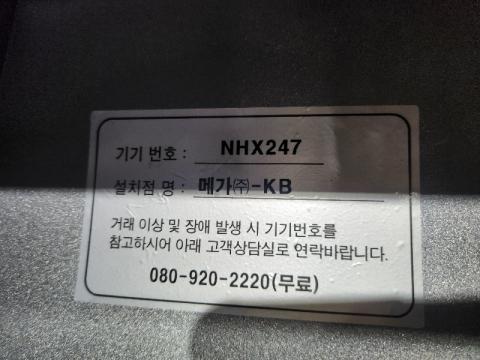 기기 번호 : NHX247
설치점 명 : 메가㈜-KB
거래 이상 및 장애 발생 시 기기번호를
참고하시어 아래 고객상담실로 연락바랍니다.
080-920-2220(무료)